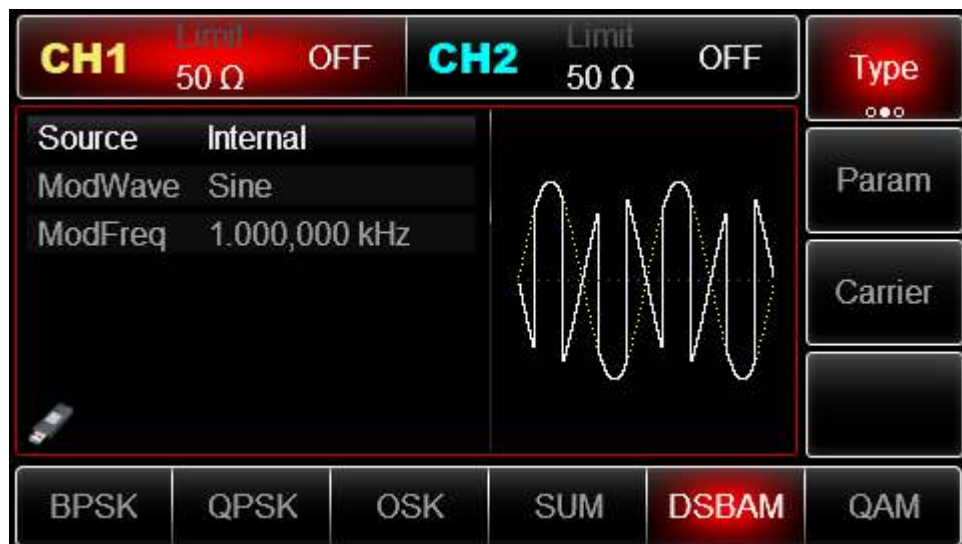 CH1 Limit 50 Ω OFF
CH2 Limit 50 Ω OFF
Type
Source Internal
ModWave Sine
ModFreq 1.000,000 kHz
Param
Carrier
BPSK QPSK OSK SUM DSBAM QAM